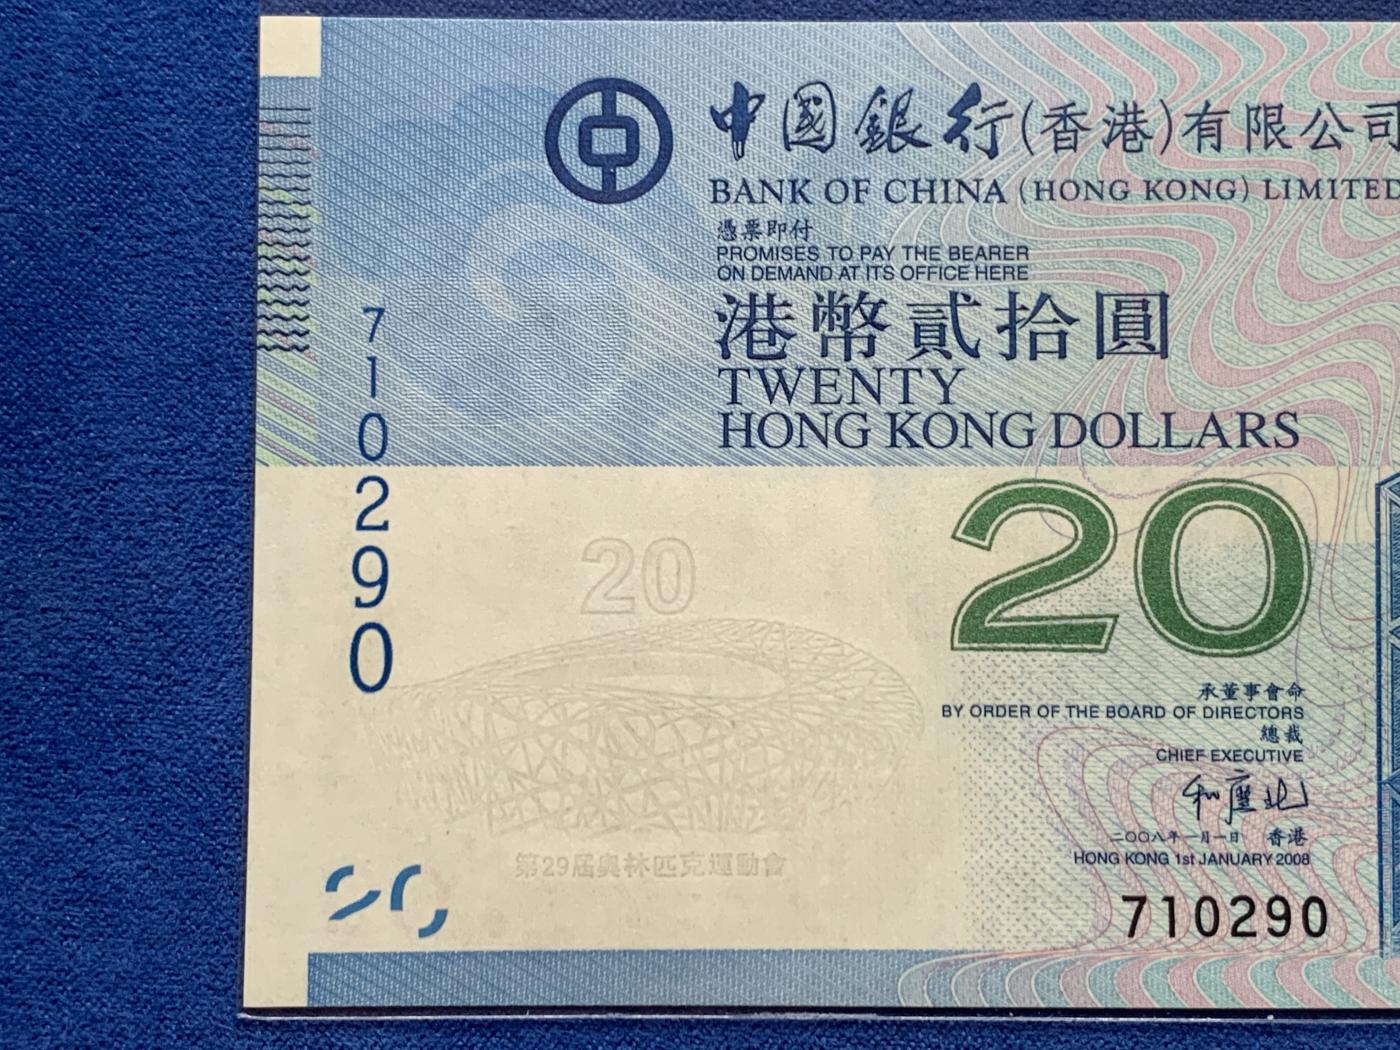 中國銀行(香港)有限公司
BANK OF CHINA (HONG KONG) LIMITED
憑票即付
PROMISES TO PAY THE BEARER
ON DEMAND AT ITS OFFICE HERE
港幣貳拾圓
TWENTY
HONG KONG DOLLARS
710290
20
20
承董事會命
BY ORDER OF THE BOARD OF DIRECTORS
總裁
CHIEF EXECUTIVE
和廣北
二〇〇八年一月一日 香港
HONG KONG 1st JANUARY 2008
第29屆奧林匹克運動會
710290